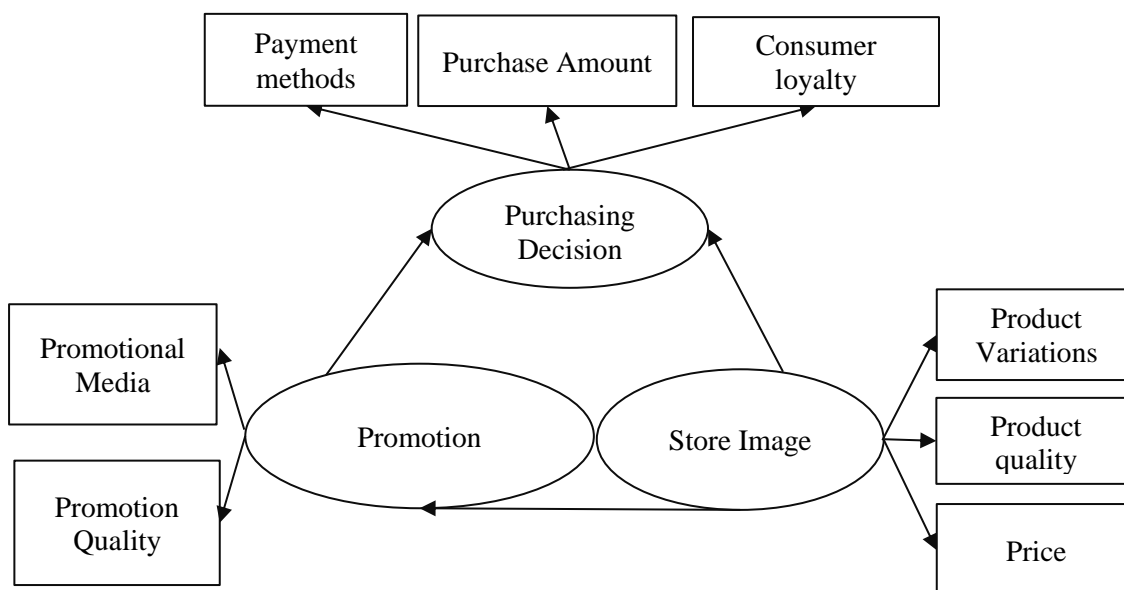 Payment
methods
Purchase Amount
Consumer
loyalty
Purchasing
Decision
Promotional
Media
Promotion
Quality
Promotion
Store Image
Product
Variations
Product
quality
Price